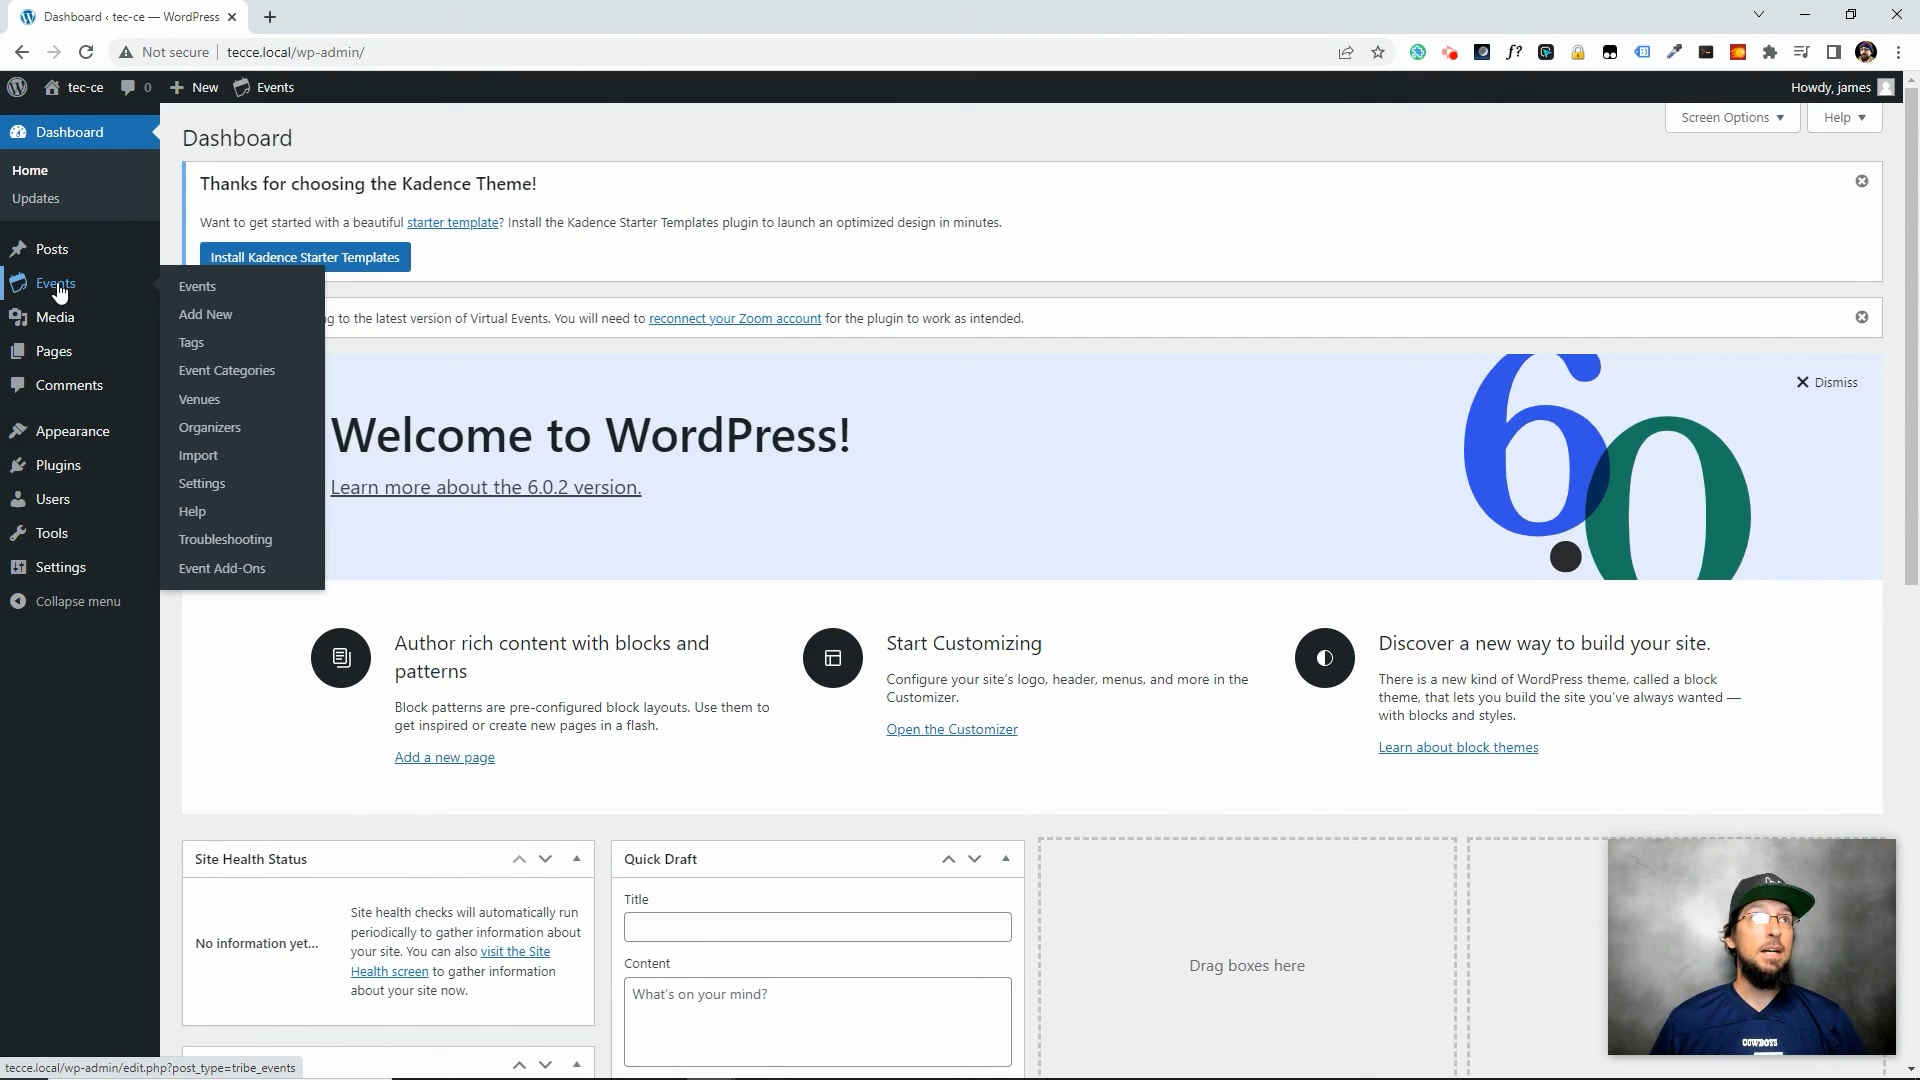 Dashboard ‹ tec-ce — WordPress
Not secure
tecce.local/wp-admin/
f?
tec-ce
0
New
Events
Howdy, james
Dashboard
Home
Updates
Posts
Events
Media
Pages
Comments
Appearance
Plugins
Users
Tools
Settings
Collapse menu
Events
Add New
Tags
Event Categories
Venues
Organizers
Import
Settings
Help
Troubleshooting
Event Add-Ons
Screen Options
Help
Dashboard
Thanks for choosing the Kadence Theme!
Want to get started with a beautiful starter template? Install the Kadence Starter Templates plugin to launch an optimized design in minutes.
Install Kadence Starter Templates
g to the latest version of Virtual Events. You will need to reconnect your Zoom account for the plugin to work as intended.
Dismiss
Welcome to WordPress!
Learn more about the 6.0.2 version.
6.0
Author rich content with blocks and
patterns
Block patterns are pre-configured block layouts. Use them to
get inspired or create new pages in a flash.
Add a new page
Start Customizing
Configure your site's logo, header, menus, and more in the
Customizer.
Open the Customizer
Discover a new way to build your site.
There is a new kind of WordPress theme, called a block
theme, that lets you build the site you've always wanted —
with blocks and styles.
Learn about block themes
Site Health Status
No information yet...
Site health checks will automatically run
periodically to gather information about
your site. You can also visit the Site
Health screen to gather information
about your site now.
Quick Draft
Title
Content
What's on your mind?
Drag boxes here
COWBOYS
tecce.local/wp-admin/edit.php?post_type=tribe_events